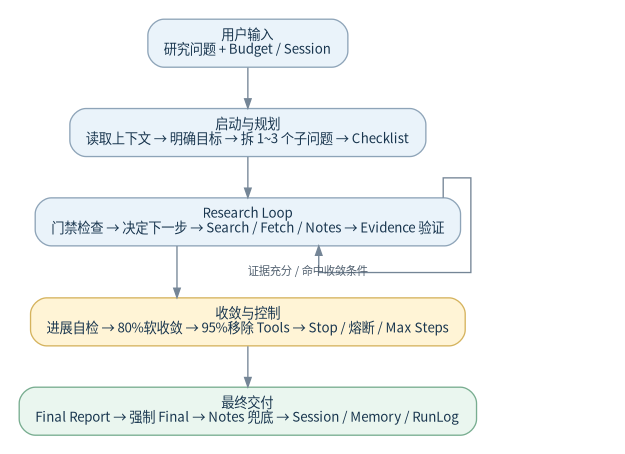 用户输入
研究问题 + Budget / Session
启动与规划
读取上下文 → 明确目标 → 拆 1~3 个子问题 → Checklist
Research Loop
门禁检查 → 决定下一步 → Search / Fetch / Notes → Evidence 验证
证据充分 / 命中收敛条件
收敛与控制
进展自检 → 80%软收敛 → 95%移除 Tools → Stop / 熔断 / Max Steps
最终交付
Final Report → 强制 Final → Notes 兜底 → Session / Memory / RunLog